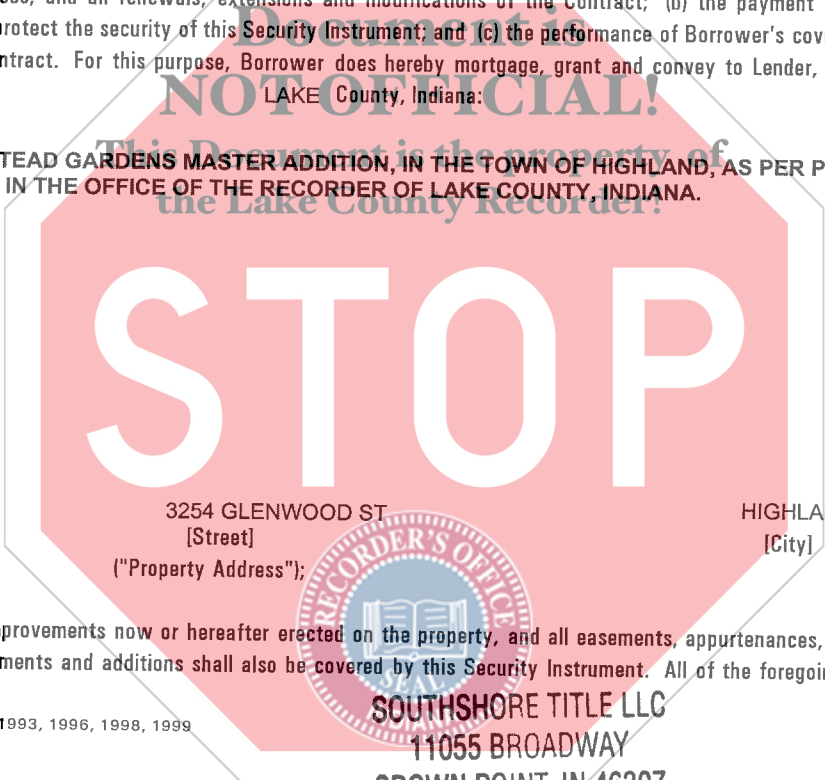 and all renewals, extensions and modifications of the Contract; (b) the payment
protect the security of this Security Instrument; and (c) the performance of Borrower's cov
ntract. For this purpose, Borrower does hereby mortgage, grant and convey to Lender,
LAKE County, Indiana:
Document is
NOT OFFICIAL!
This Document is the property of
the Lake County Recorder!
TEAD GARDENS MASTER ADDITION, IN THE TOWN OF HIGHLAND, AS PER P
IN THE OFFICE OF THE RECORDER OF LAKE COUNTY, INDIANA.
STOP
3254 GLENWOOD ST HIGHLA
[Street] [City]
("Property Address");
RECORDER'S OFFICE
SEAL
provements now or hereafter erected on the property, and all easements, appurtenances,
ments and additions shall also be covered by this Security Instrument. All of the foregoi
SOUTHSHORE TITLE LLC
1993, 1996, 1998, 1999
11055 BROADWAY
CROWN POINT, IN 46307